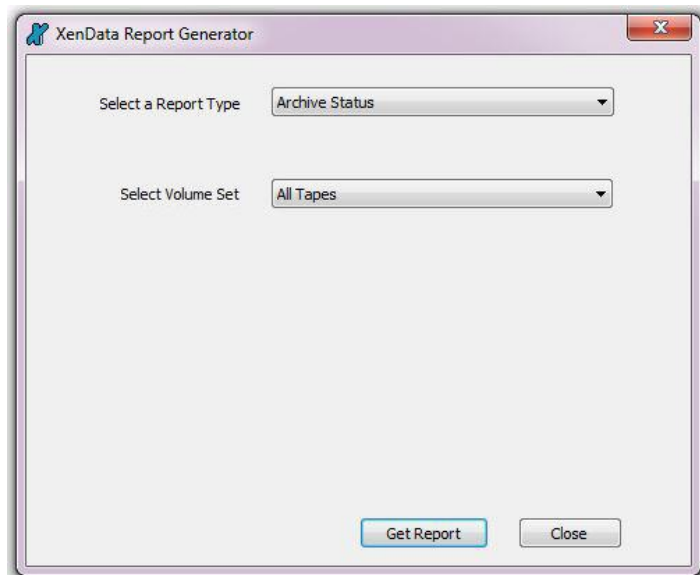 XenData Report Generator
Select a Report Type Archive Status
Select Volume Set All Tapes
Get Report Close